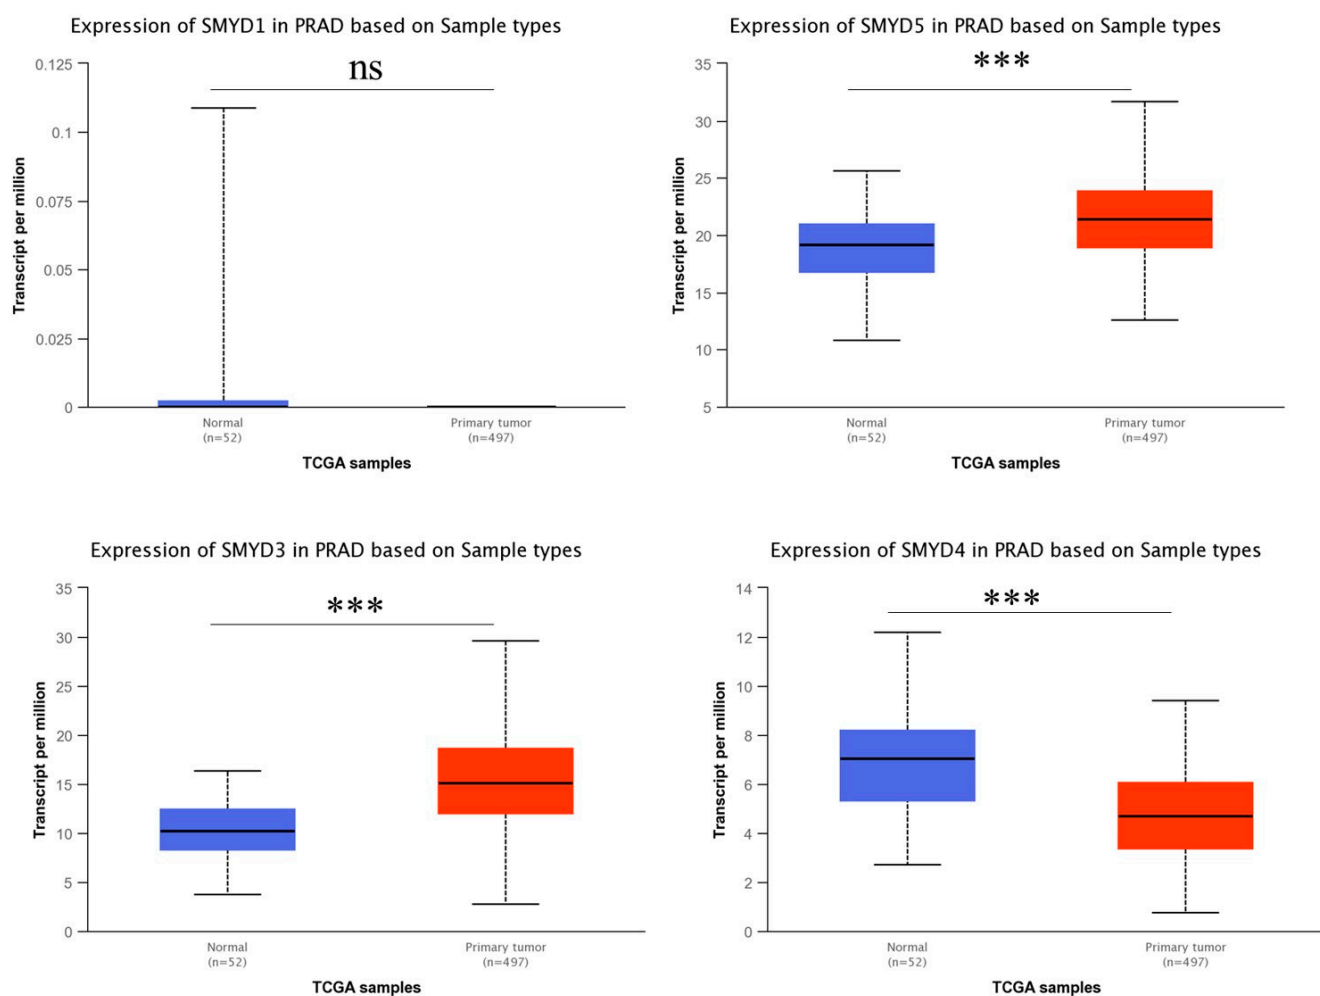 Expression of SMYD1 in PRAD based on Sample types
ns
Transcript per million
0.125
0.1
0.075
0.05
0.025
0
Normal
(n=52)
Primary tumor
(n=497)
TCGA samples
Expression of SMYD5 in PRAD based on Sample types
***
Transcript per million
35
30
25
20
15
10
5
Normal
(n=52)
Primary tumor
(n=497)
TCGA samples
Expression of SMYD3 in PRAD based on Sample types
***
Transcript per million
35
30
25
20
15
10
5
0
Normal
(n=52)
Primary tumor
(n=497)
TCGA samples
Expression of SMYD4 in PRAD based on Sample types
***
Transcript per million
14
12
10
8
6
4
2
0
Normal
(n=52)
Primary tumor
(n=497)
TCGA samples